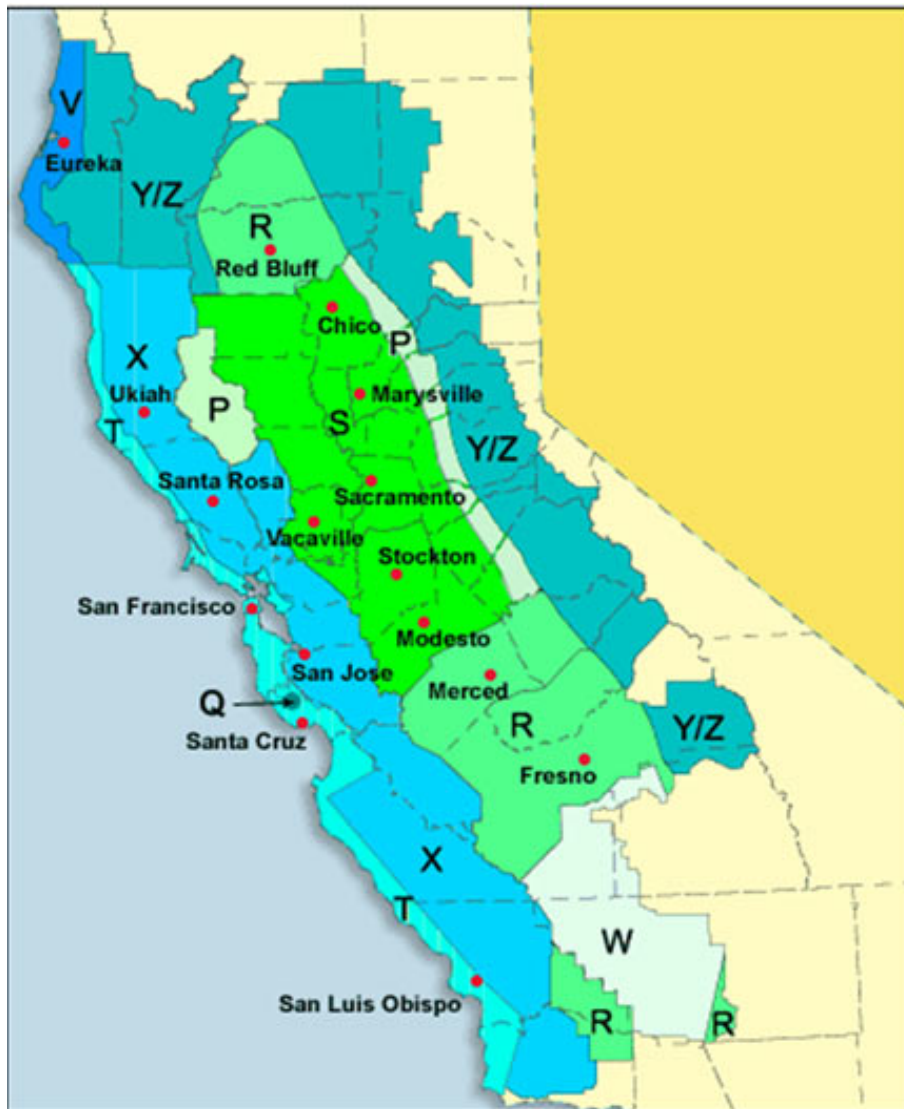 V
Eureka
Y/Z
R
Red Bluff
Chico
X
P
P
Ukiah
Marysville
T
S
Y/Z
Santa Rosa
Sacramento
Vacaville
Stockton
San Francisco
Modesto
San Jose
Merced
Q
R
Y/Z
Santa Cruz
Fresno
X
T
W
San Luis Obispo
R
R